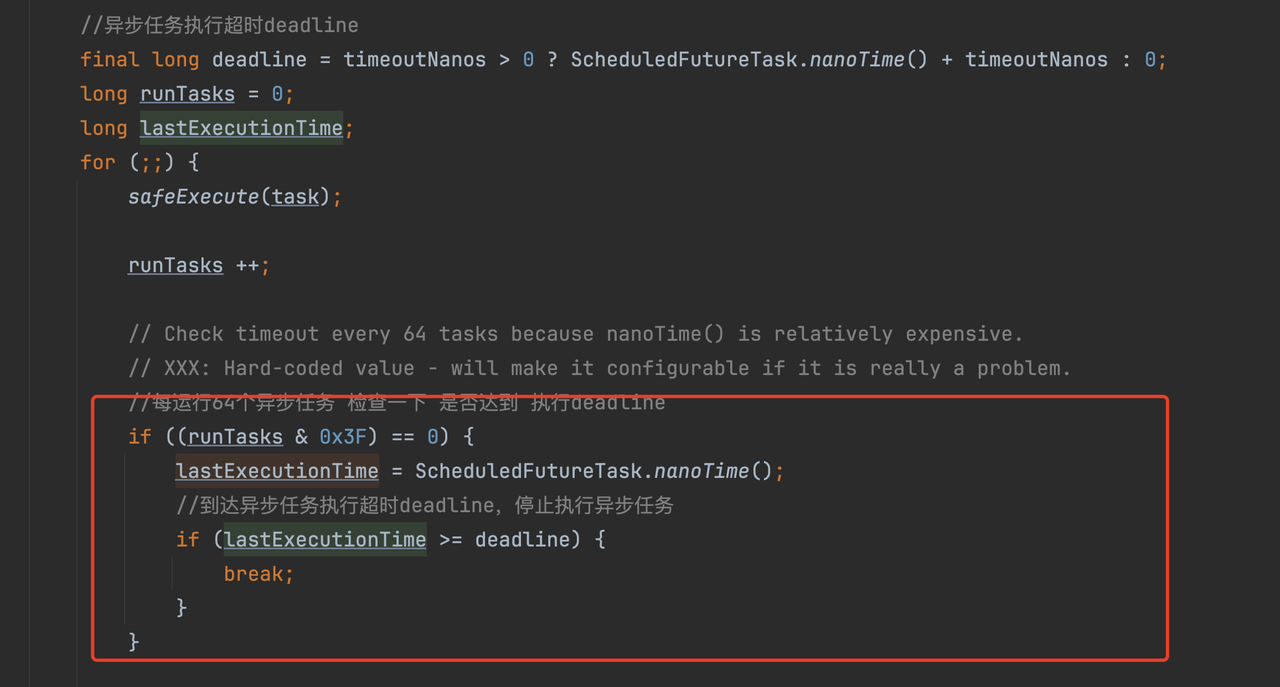 //异步任务执行超时deadline
final long deadline = timeoutNanos > 0 ? ScheduledFutureTask.nanoTime() + timeoutNanos : 0;
long runTasks = 0;
long lastExecutionTime;
for (;;) {
safeExecute(task);
runTasks ++;
// Check timeout every 64 tasks because nanoTime() is relatively expensive.
// XXX: Hard-coded value - will make it configurable if it is really a problem.
//每运行64个异步任务 检查一下 是否达到 执行deadline
if ((runTasks & 0x3F) == 0) {
lastExecutionTime = ScheduledFutureTask.nanoTime();
//到达异步任务执行超时deadline，停止执行异步任务
if (lastExecutionTime >= deadline) {
break;
}
}